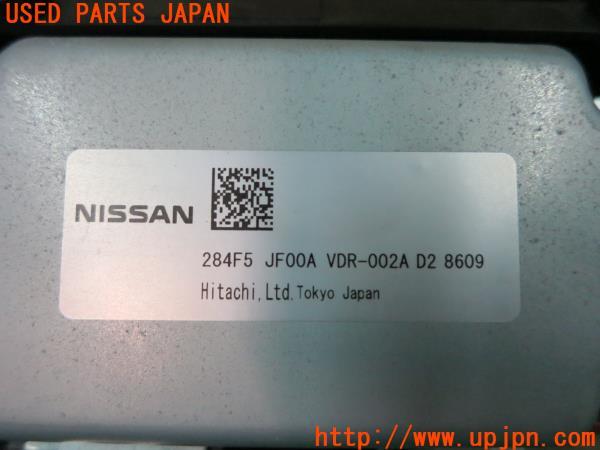 USED PARTS JAPAN
NISSAN
284F5 JF00A VDR-002A D2 8609
Hitachi,Ltd.Tokyo Japan
http://www.upjpn.com/